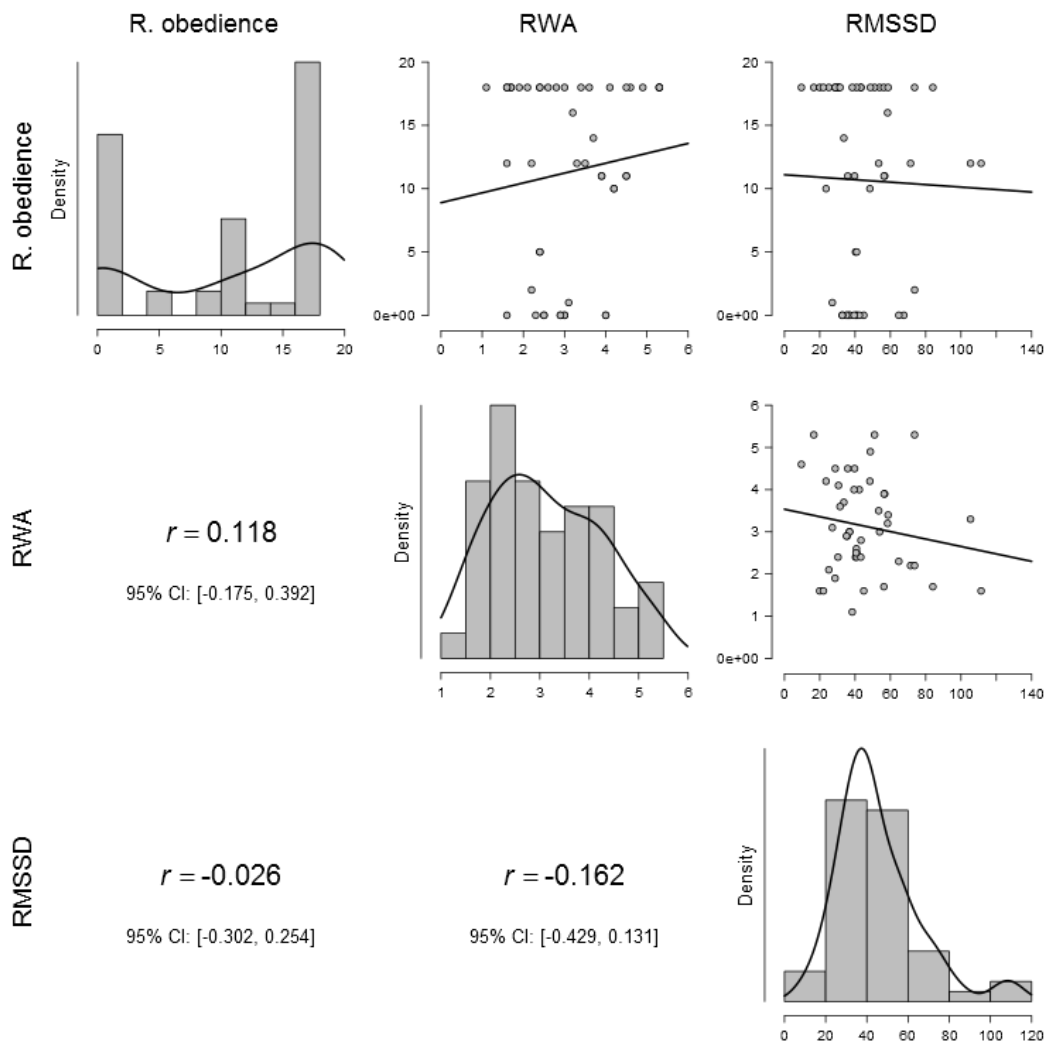 R. obedience RWA RMSSD
R. obedience
Density
0 5 10 15 20
20
15
10
5
0e+00
0 1 2 3 4 5 6
20
15
10
5
0e+00
0 20 40 60 80 100 140
RWA
r = 0.118
95% CI: [-0.175, 0.392]
Density
1 2 3 4 5 6
6
5
4
3
2
1
0e+00
0 20 40 60 80 100 140
RMSSD
r = -0.026
95% CI: [-0.302, 0.254]
r = -0.162
95% CI: [-0.429, 0.131]
Density
0 20 40 60 80 100 120